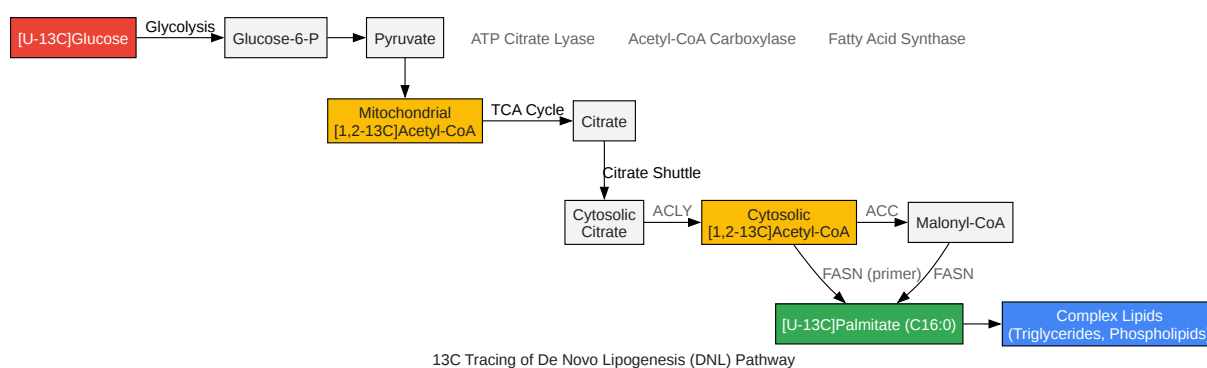 [U-13C]Glucose
Glycolysis
Glucose-6-P
Pyruvate
ATP Citrate Lyase
Acetyl-CoA Carboxylase
Fatty Acid Synthase
Mitochondrial
[1,2-13C]Acetyl-CoA
TCA Cycle
Citrate
Citrate Shuttle
Cytosolic
Citrate
ACLY
Cytosolic
[1,2-13C]Acetyl-CoA
ACC
Malonyl-CoA
FASN (primer)
FASN
[U-13C]Palmitate (C16:0)
Complex Lipids
(Triglycerides, Phospholipids)
13C Tracing of De Novo Lipogenesis (DNL) Pathway